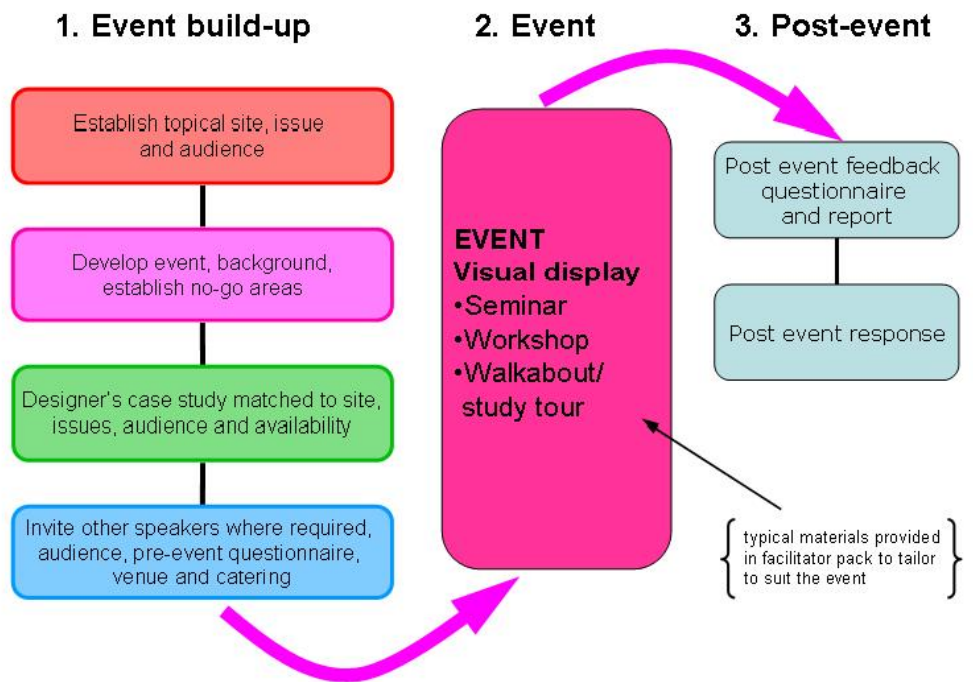 1. Event build-up
Establish topical site, issue
and audience
Develop event, background,
establish no-go areas
Designer's case study matched to site,
issues, audience and availability
Invite other speakers where required,
audience, pre-event questionnaire,
venue and catering
2. Event
EVENT
Visual display
•Seminar
•Workshop
•Walkabout/
study tour
3. Post-event
Post event feedback
questionnaire
and report
Post event response
typical materials provided
in facilitator pack to tailor
to suit the event